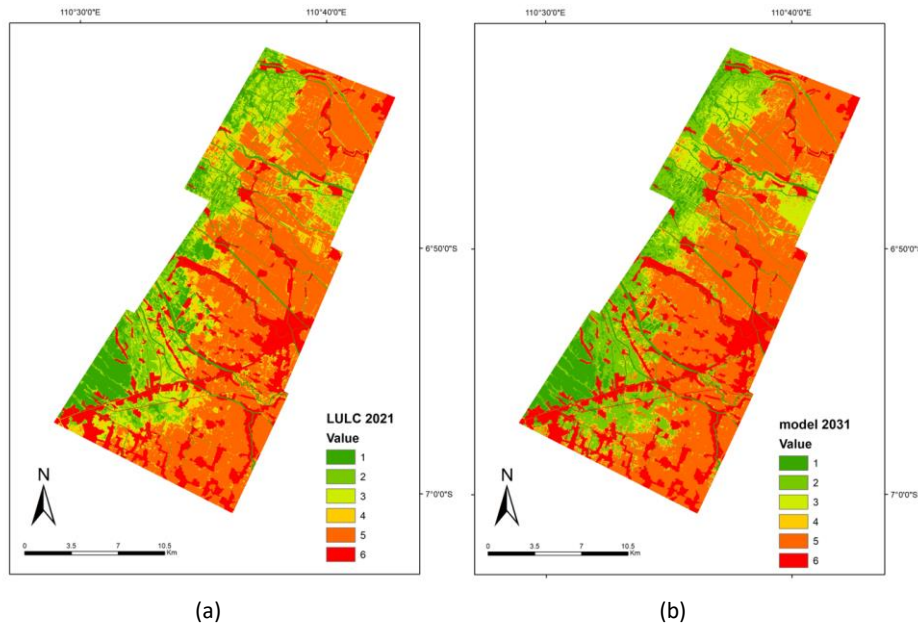 110°30'0"E 110°40'0"E
110°30'0"E 110°40'0"E
6°50'0"S
6°50'0"S
7°0'0"S
7°0'0"S
LULC 2021
Value
1
2
3
4
5
6
N
0 3.5 7 10.5
Km
model 2031
Value
1
2
3
4
5
6
N
0 3.5 7 10.5
Km
(a) (b)